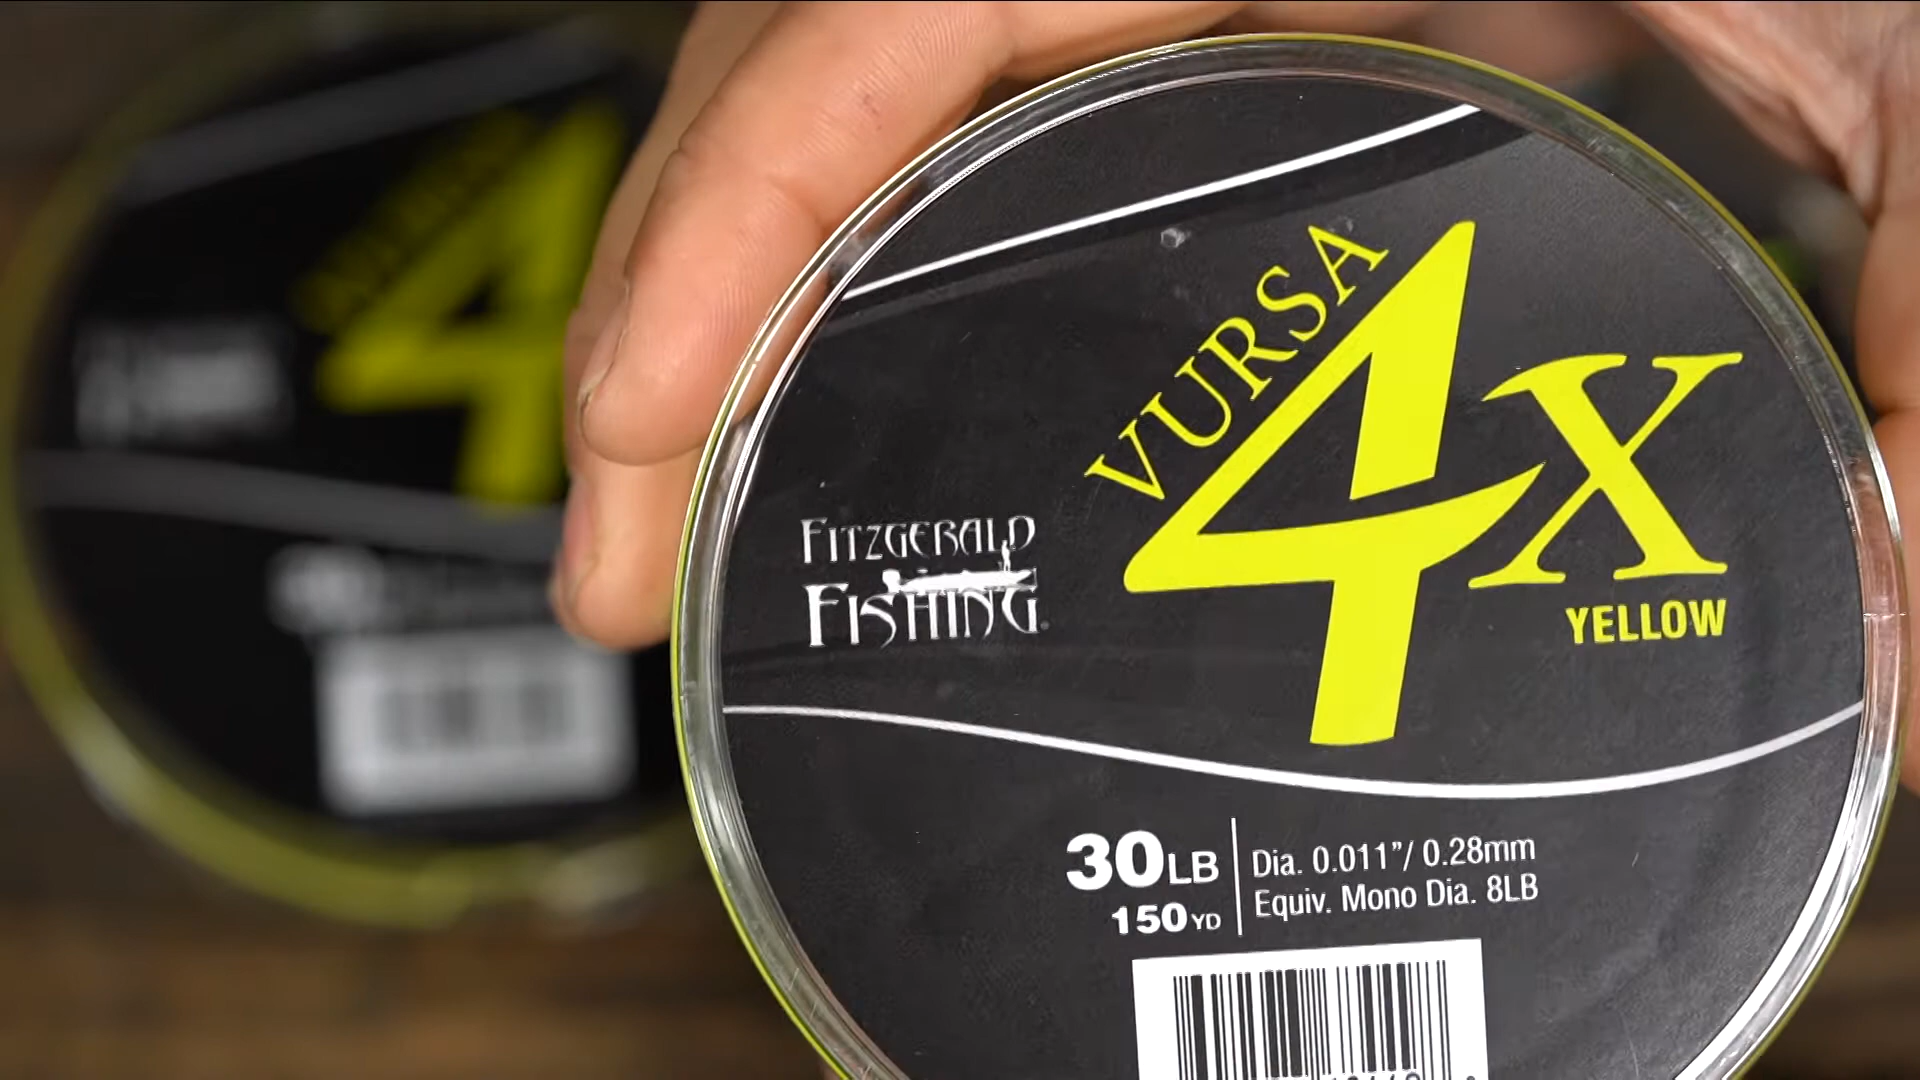 VURSA
4X
YELLOW
FITZGERALD
FISHING
30LB
150YD
Dia. 0.011”/ 0.28mm
Equiv. Mono Dia. 8LB